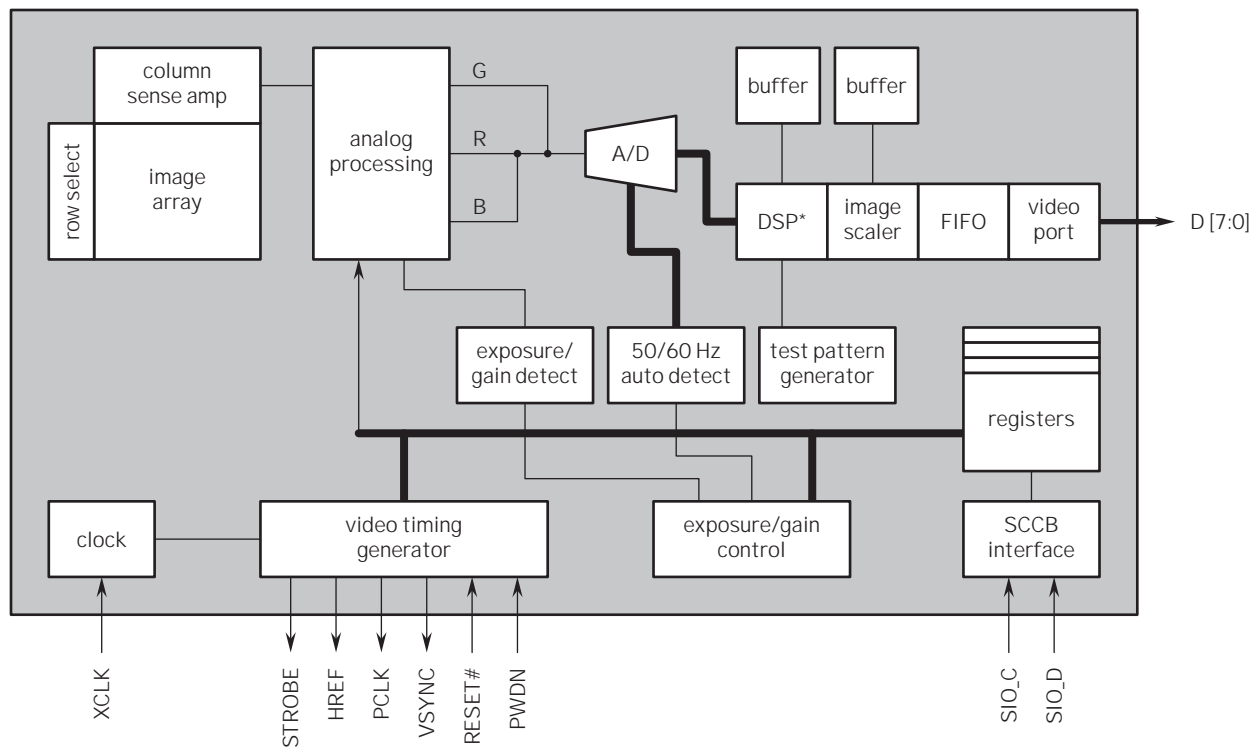 column
sense amp
row select
image
array
analog
processing
G
R
B
A/D
buffer
buffer
DSP*
image
scaler
FIFO
video
port
D [7:0]
exposure/
gain detect
50/60 Hz
auto detect
test pattern
generator
registers
clock
video timing
generator
exposure/gain
control
SCCB
interface
XCLK
STROBE
HREF
PCLK
VSYNC
RESET#
PWDN
SIO_C
SIO_D